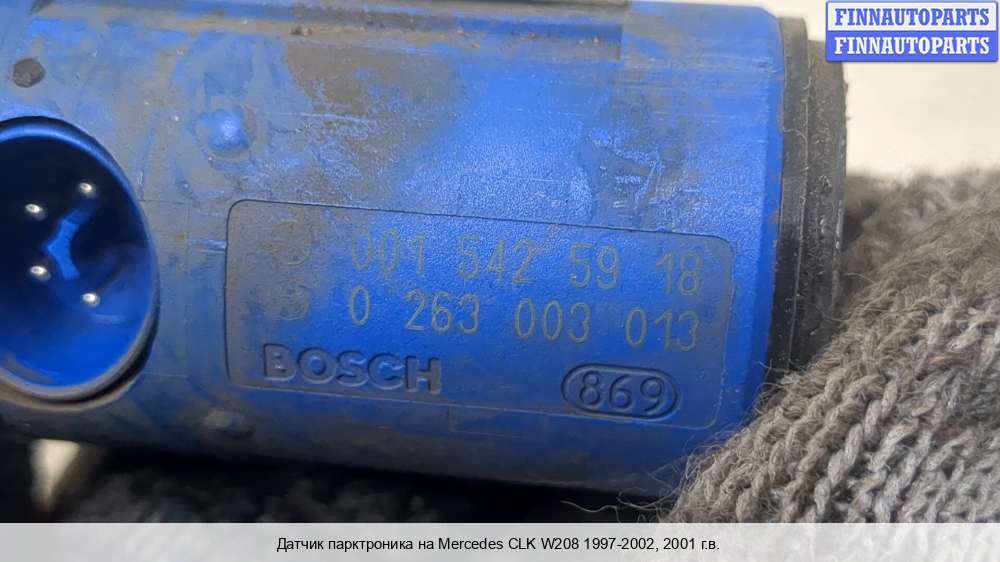 FINNAUTOPARTS
FINNAUTOPARTS
001 542 59 18
0 263 003 013
BOSCH
869
Датчик парктроника на Mercedes CLK W208 1997-2002, 2001 г.в.